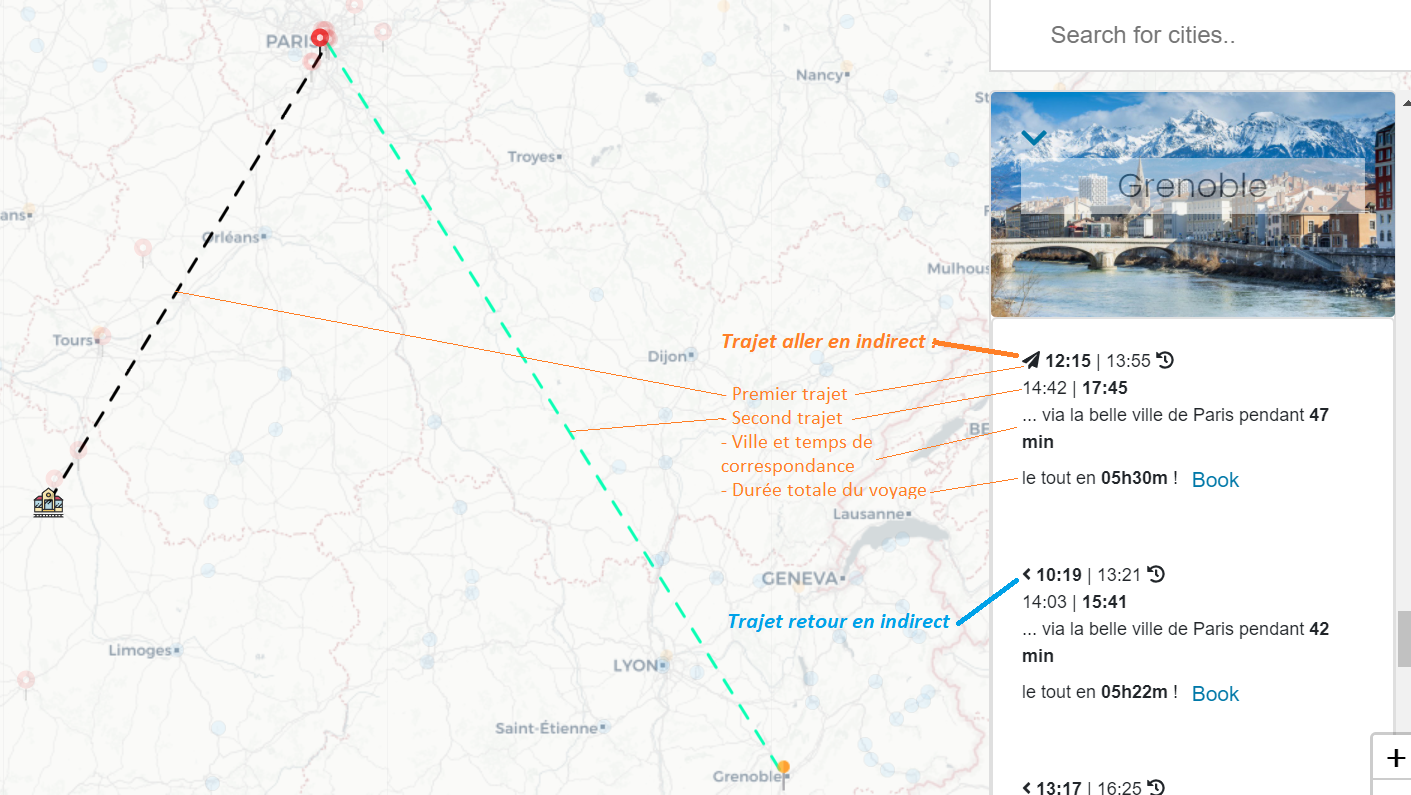 Search for cities..
PARIS
Nancy
St
Troyes
ans
Orléans
Grenoble
Mulhous
Tours
Dijon
BE
Trajet aller en indirect :
- Premier trajet
- Second trajet
- Ville et temps de
correspondance
- Durée totale du voyage
12:15 | 13:55
14:42 | 17:45
... via la belle ville de Paris pendant 47
min
le tout en 05h30m ! Book
Lausanne
GENEVA
Trajet retour en indirect
10:19 | 13:21
14:03 | 15:41
... via la belle ville de Paris pendant 42
min
le tout en 05h22m ! Book
Limoges
LYON
Saint-Étienne
Grenoble
13:17 | 16:25
+